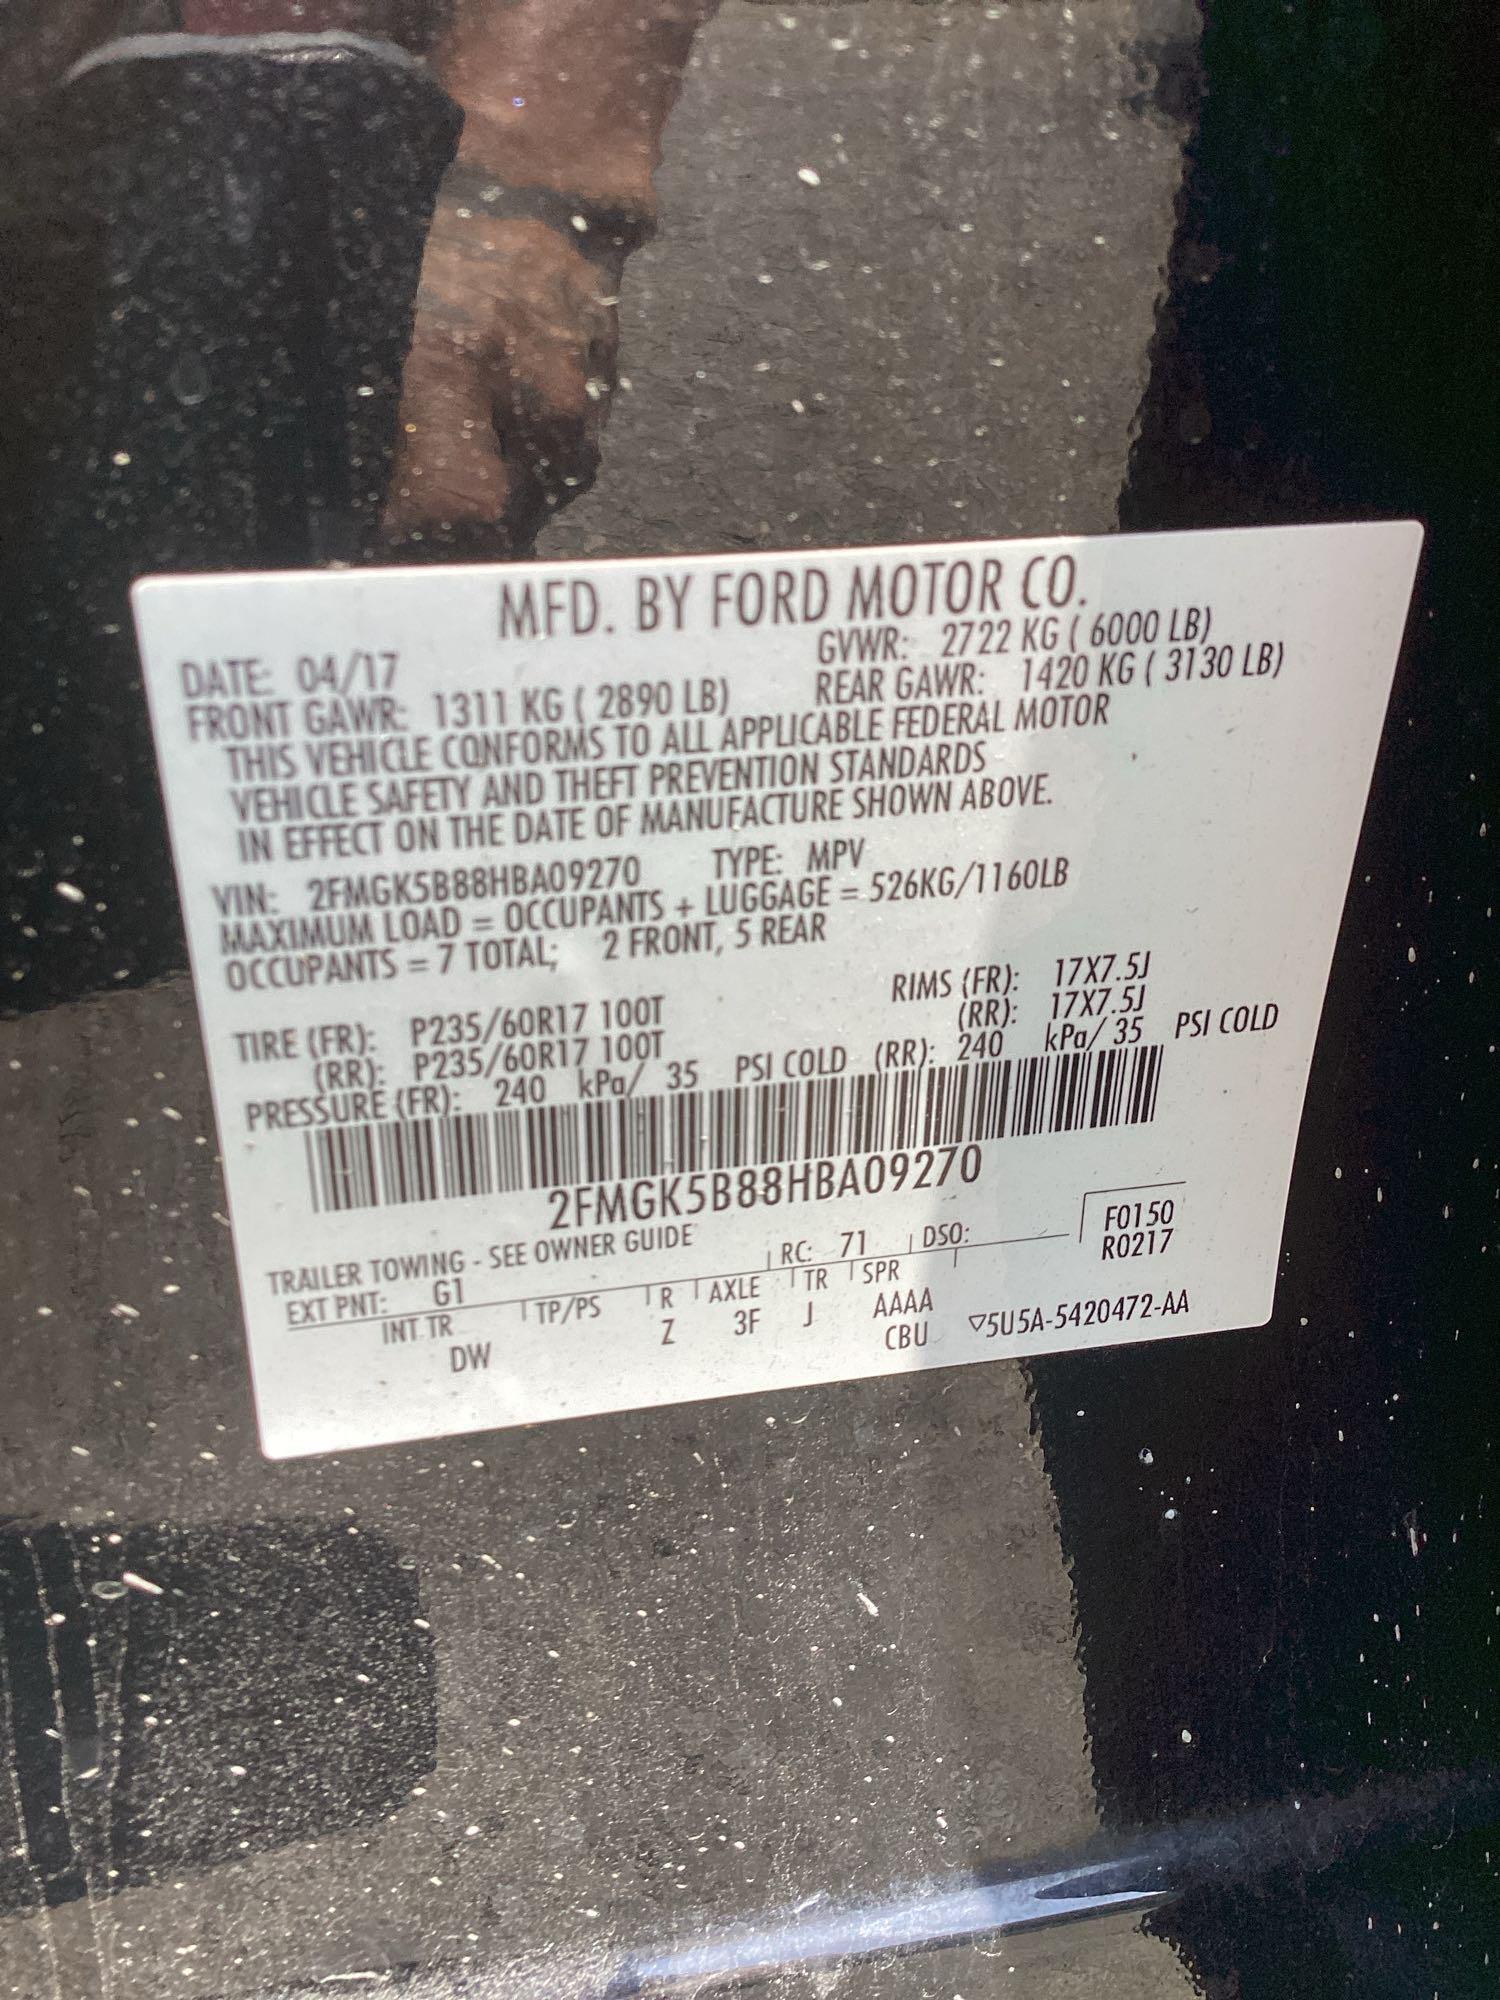 MFD. BY FORD MOTOR CO.
DATE: 04/17 GVWR: 2722 KG ( 6000 LB)
FRONT GAWR: 1311 KG ( 2890 LB) REAR GAWR: 1420 KG ( 3130 LB)
THIS VEHICLE CONFORMS TO ALL APPLICABLE FEDERAL MOTOR
VEHICLE SAFETY AND THEFT PREVENTION STANDARDS
IN EFFECT ON THE DATE OF MANUFACTURE SHOWN ABOVE.
VIN: 2FMGK5B88HBA09270 TYPE: MPV
MAXIMUM LOAD = OCCUPANTS + LUGGAGE = 526KG/1160LB
OCCUPANTS = 7 TOTAL; 2 FRONT, 5 REAR
TIRE (FR): P235/60R17 100T RIMS (FR): 17X7.5J
(RR): P235/60R17 100T (RR): 17X7.5J
PRESSURE (FR): 240 kPa/ 35 PSI COLD (RR): 240 kPa/ 35 PSI COLD
2FMGK5B88HBA09270
TRAILER TOWING - SEE OWNER GUIDE
F0150
R0217
EXT PNT: G1 RC: 71 DSO:
INT TR TP/PS R AXLE TR SPR
DW Z 3F J AAAA
CBU ▽5U5A-5420472-AA